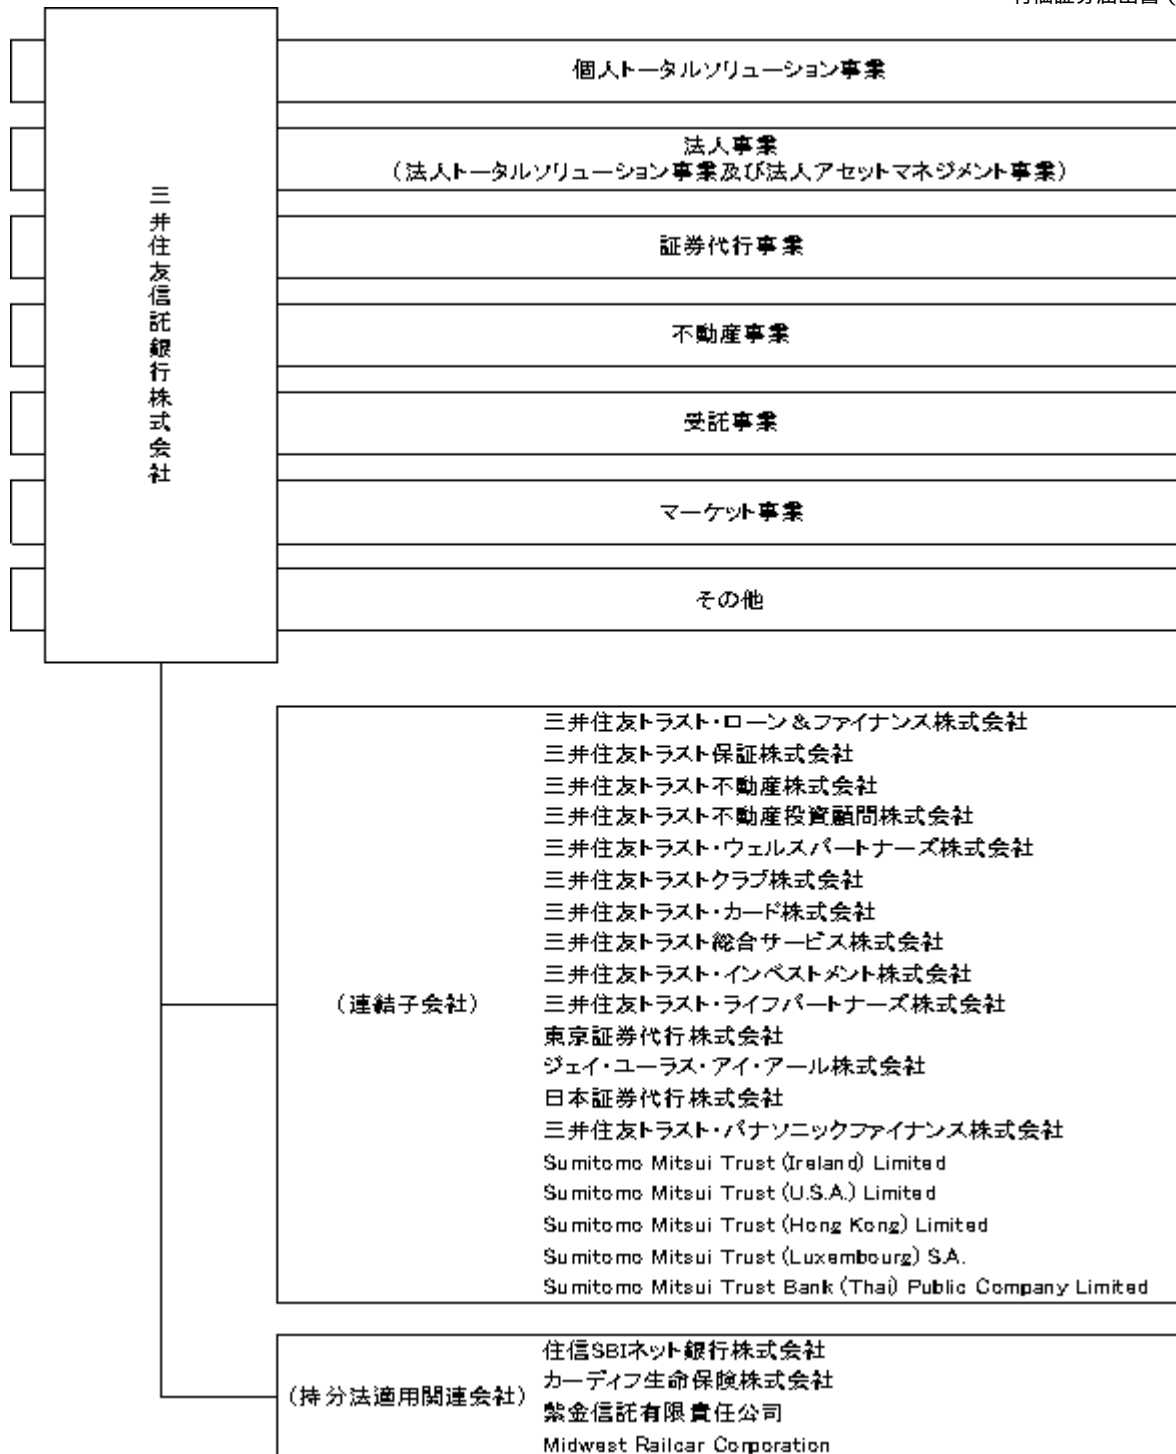 個人トータルソリューション事業
法人事業
（法人トータルソリューション事業及び法人アセットマネジメント事業）
三井住友信託銀行株式会社
証券代行事業
不動産事業
受託事業
マーケット事業
その他
三井住友トラスト・ローン＆ファイナンス株式会社
三井住友トラスト保証株式会社
三井住友トラスト不動産株式会社
三井住友トラスト不動産投資顧問株式会社
三井住友トラスト・ウェルスパートナーズ株式会社
三井住友トラストクラブ株式会社
三井住友トラスト・カード株式会社
三井住友トラスト総合サービス株式会社
三井住友トラスト・インベストメント株式会社
（連結子会社）
三井住友トラスト・ライフパートナーズ株式会社
東京証券代行株式会社
ジェイ・ユーラス・アイ・アール株式会社
日本証券代行株式会社
三井住友トラスト・パナソニックファイナンス株式会社
Sumitomo Mitsui Trust (Ireland) Limited
Sumitomo Mitsui Trust (U.S.A.) Limited
Sumitomo Mitsui Trust (Hong Kong) Limited
Sumitomo Mitsui Trust (Luxembourg) S.A.
Sumitomo Mitsui Trust Bank (Thai) Public Company Limited
住信SBIネット銀行株式会社
カーディフ生命保険株式会社
（持分法適用関連会社）
紫金信託有限責任公司
Midwest Railcar Corporation